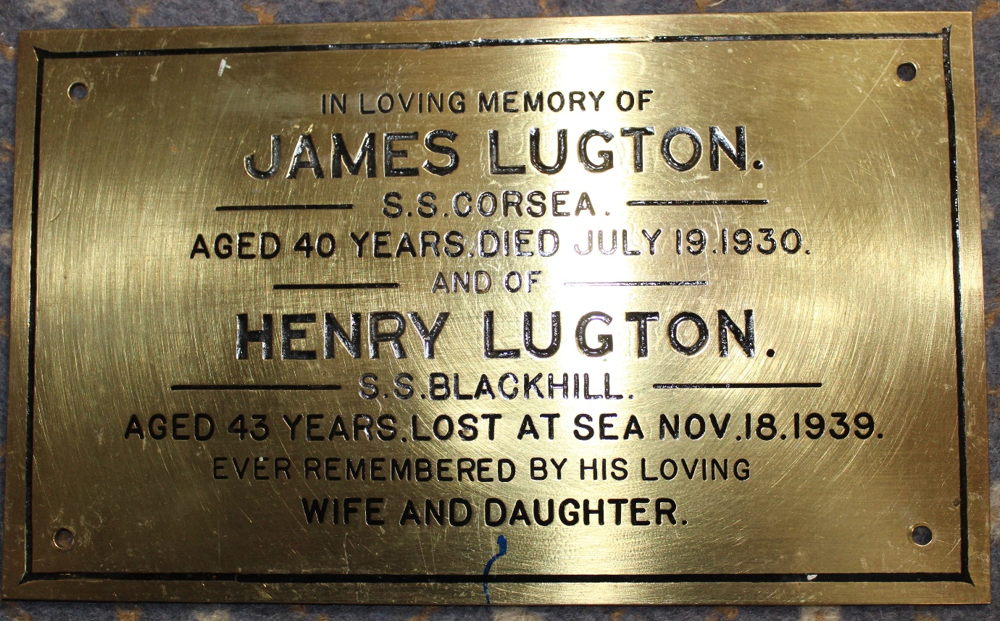 IN LOVING MEMORY OF
JAMES LUGTON.
S.S.CORSEA.
AGED 40 YEARS.DIED JULY 19.1930.
AND OF
HENRY LUGTON.
S.S.BLACKHILL.
AGED 43 YEARS.LOST AT SEA NOV.18.1939.
EVER REMEMBERED BY HIS LOVING
WIFE AND DAUGHTER.